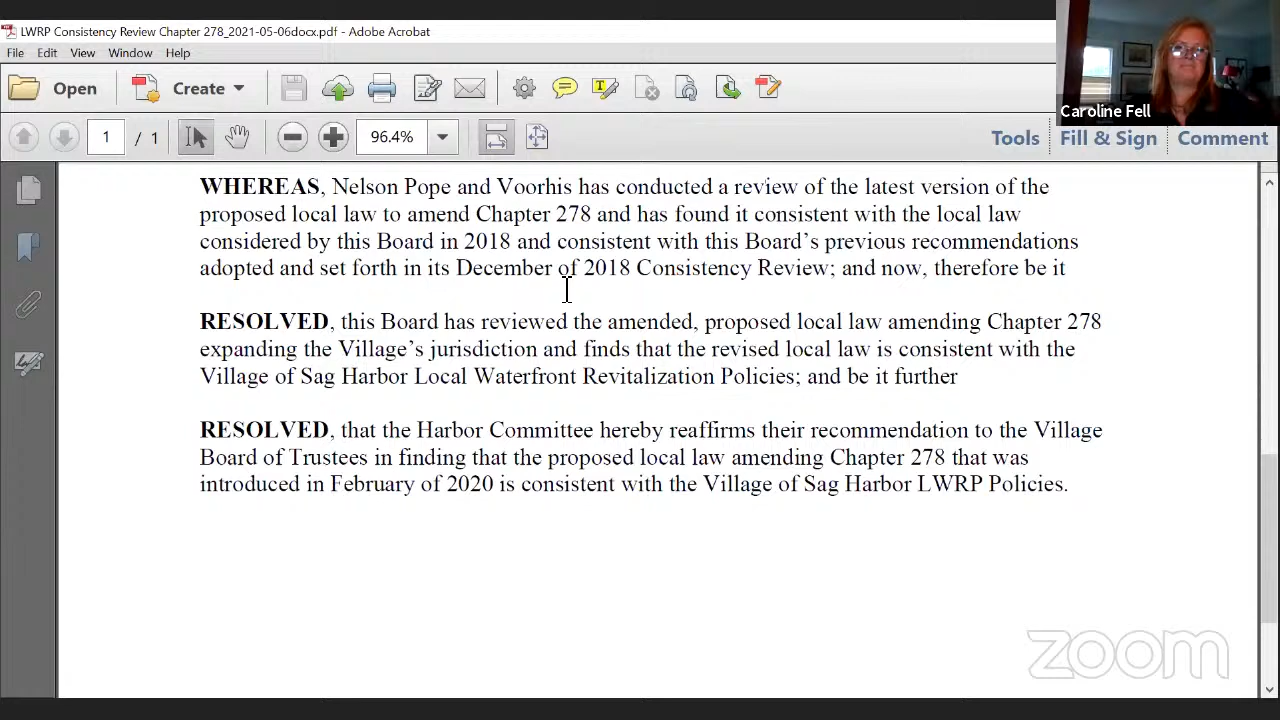 LWRP Consistency Review Chapter 278_2021-05-06docx.pdf - Adobe Acrobat
File Edit View Window Help
Open Create
Caroline Fell
1 / 1 96.4% Tools Fill & Sign Comment
WHEREAS, Nelson Pope and Voorhis has conducted a review of the latest version of the
proposed local law to amend Chapter 278 and has found it consistent with the local law
considered by this Board in 2018 and consistent with this Board’s previous recommendations
adopted and set forth in its December of 2018 Consistency Review; and now, therefore be it
RESOLVED, this Board has reviewed the amended, proposed local law amending Chapter 278
expanding the Village’s jurisdiction and finds that the revised local law is consistent with the
Village of Sag Harbor Local Waterfront Revitalization Policies; and be it further
RESOLVED, that the Harbor Committee hereby reaffirms their recommendation to the Village
Board of Trustees in finding that the proposed local law amending Chapter 278 that was
introduced in February of 2020 is consistent with the Village of Sag Harbor LWRP Policies.
zoom